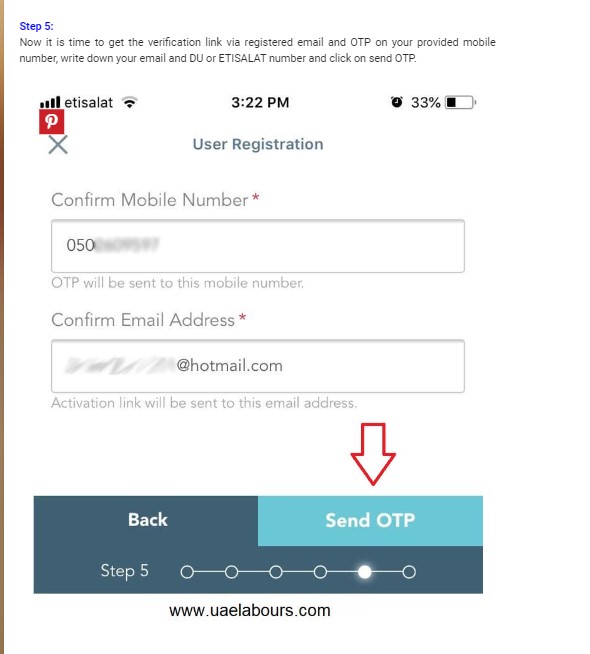 Step 5:
Now it is time to get the verification link via registered email and OTP on your provided mobile
number, write down your email and DU or ETISALAT number and click on send OTP.
etisalat 3:22 PM 33%
User Registration
Confirm Mobile Number *
050
OTP will be sent to this mobile number.
Confirm Email Address *
@hotmail.com
Activation link will be sent to this email address.
Back Send OTP
Step 5
www.uaelabours.com